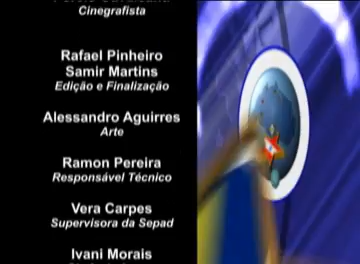 Cinegrafista
Rafael Pinheiro
Samir Martins
Edição e Finalização
Alessandro Aguirres
Arte
Ramon Pereira
Responsável Técnico
Vera Carpes
Supervisora da Sepad
Ivani Morais